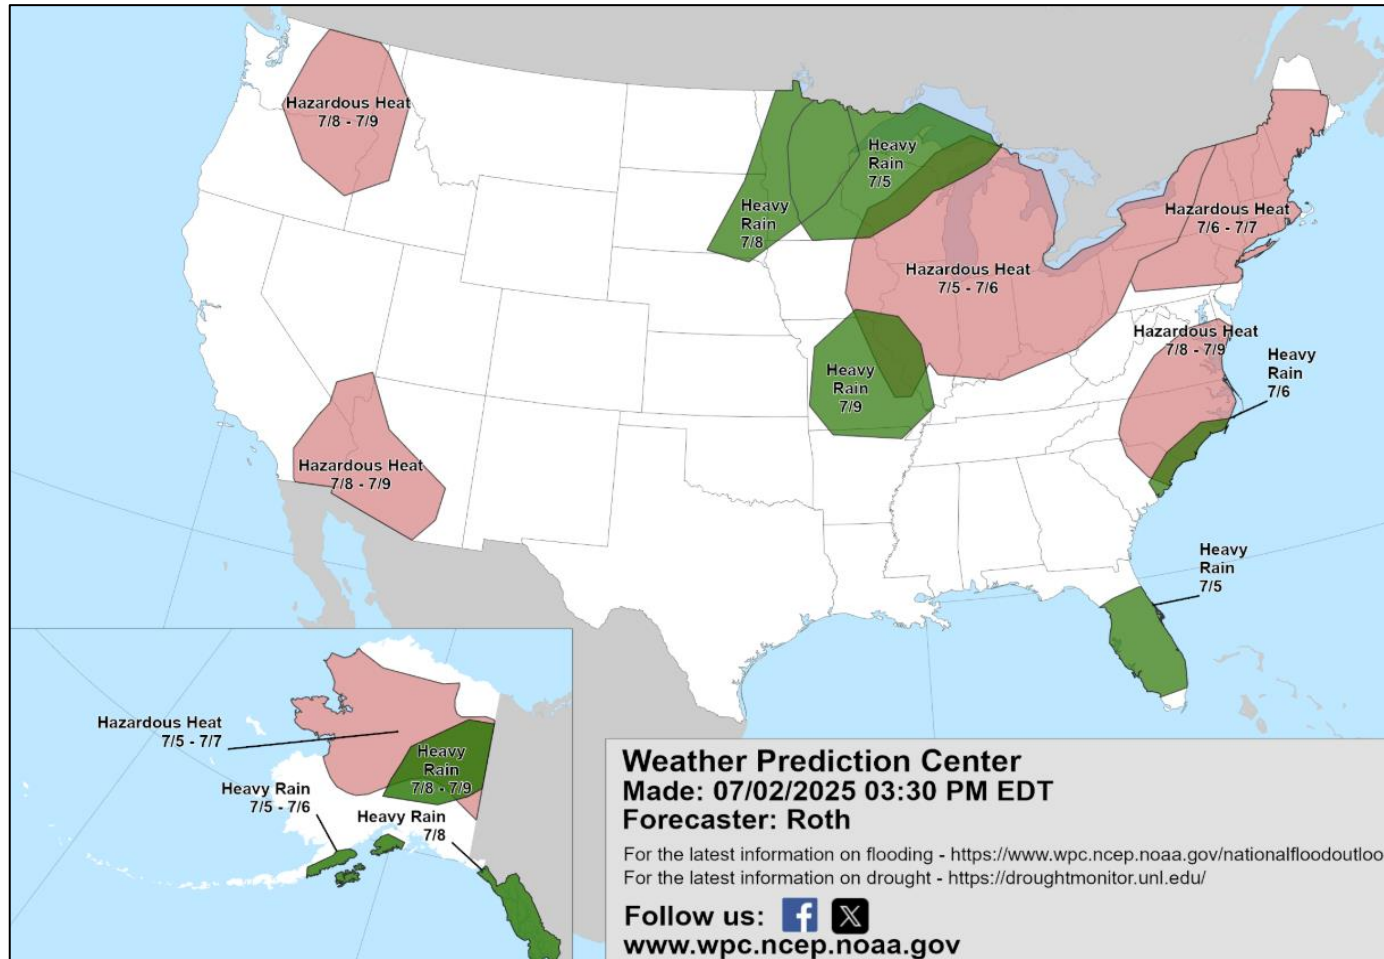 Hazardous Heat
7/8 - 7/9
Heavy
Rain
7/5
Heavy
Rain
7/8
Hazardous Heat
7/6 - 7/7
Hazardous Heat
7/5 - 7/6
Hazardous Heat
7/8 - 7/9
Heavy
Rain
7/6
Heavy
Rain
7/9
Hazardous Heat
7/8 - 7/9
Heavy
Rain
7/5
Hazardous Heat
7/5 - 7/7
Heavy
Rain
7/8 - 7/9
Heavy Rain
7/5 - 7/6
Heavy Rain
7/8
Weather Prediction Center
Made: 07/02/2025 03:30 PM EDT
Forecaster: Roth
For the latest information on flooding - https://www.wpc.ncep.noaa.gov/nationalfloodoutloo
For the latest information on drought - https://droughtmonitor.unl.edu/
Follow us:
www.wpc.ncep.noaa.gov